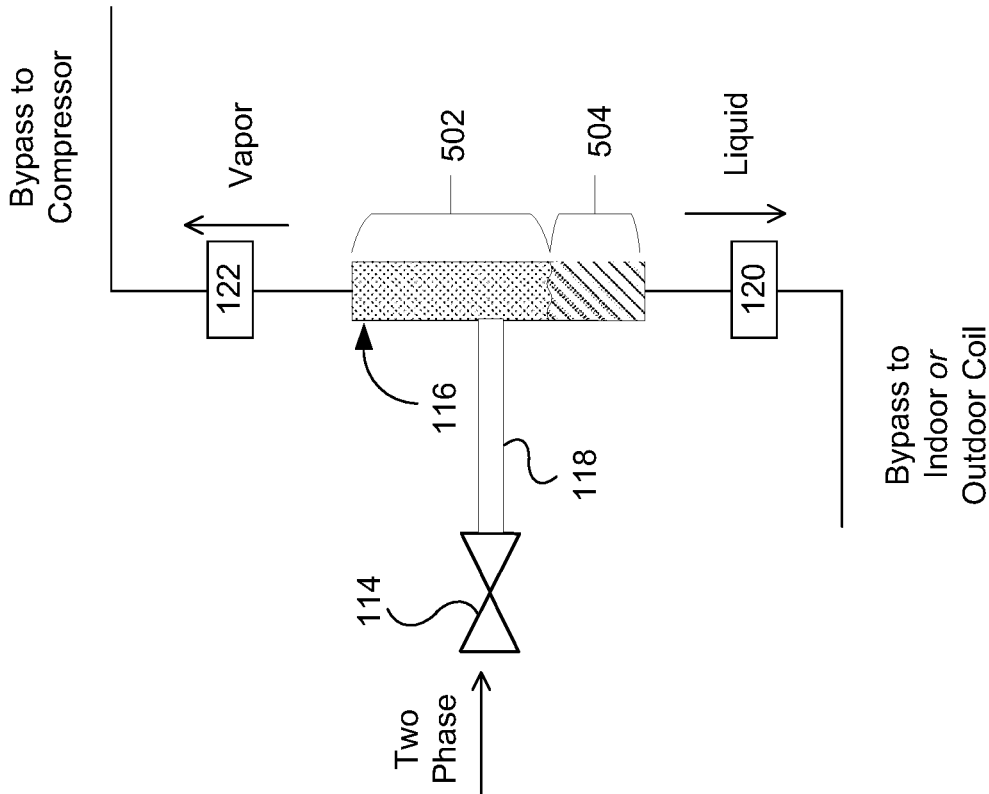 Bypass to
Compressor
Vapor
122
502
504
116
118
114
Two
Phase
Liquid
120
Bypass to
Indoor or
Outdoor Coil